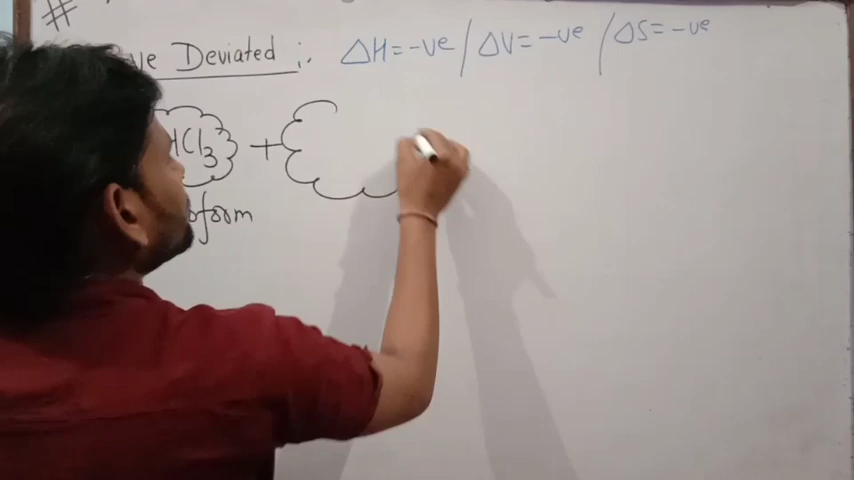 #
ve Deviated :- ΔH = -ve / ΔV = -ve / ΔS = -ve
HCl3 +
oform